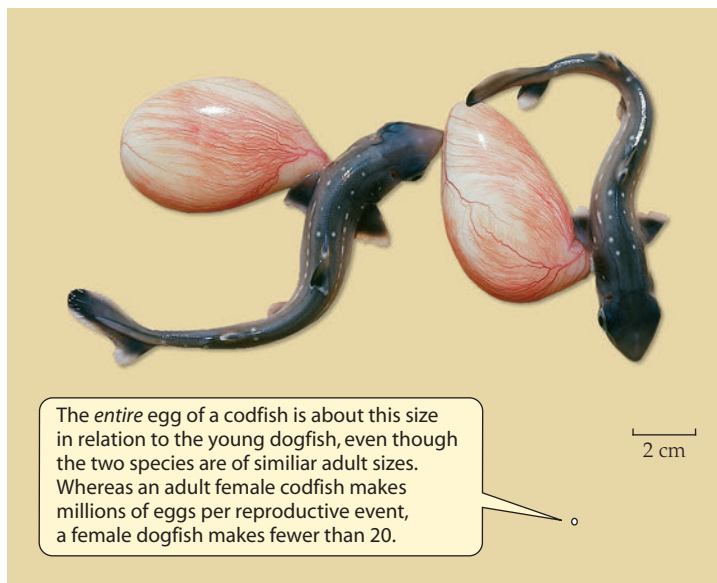 The entire egg of a codfish is about this size
in relation to the young dogfish, even though
the two species are of similiar adult sizes.
Whereas an adult female codfish makes
millions of eggs per reproductive event,
a female dogfish makes fewer than 20.
2 cm